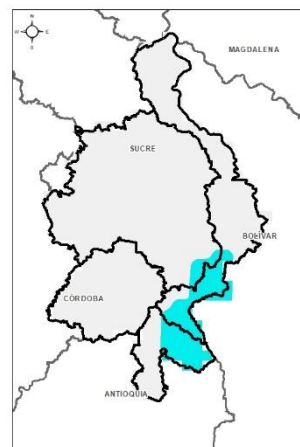 N
W E
S
MAGDALENA
SUCRE
BOLÍVAR
CÓRDOBA
ANTIOQUIA